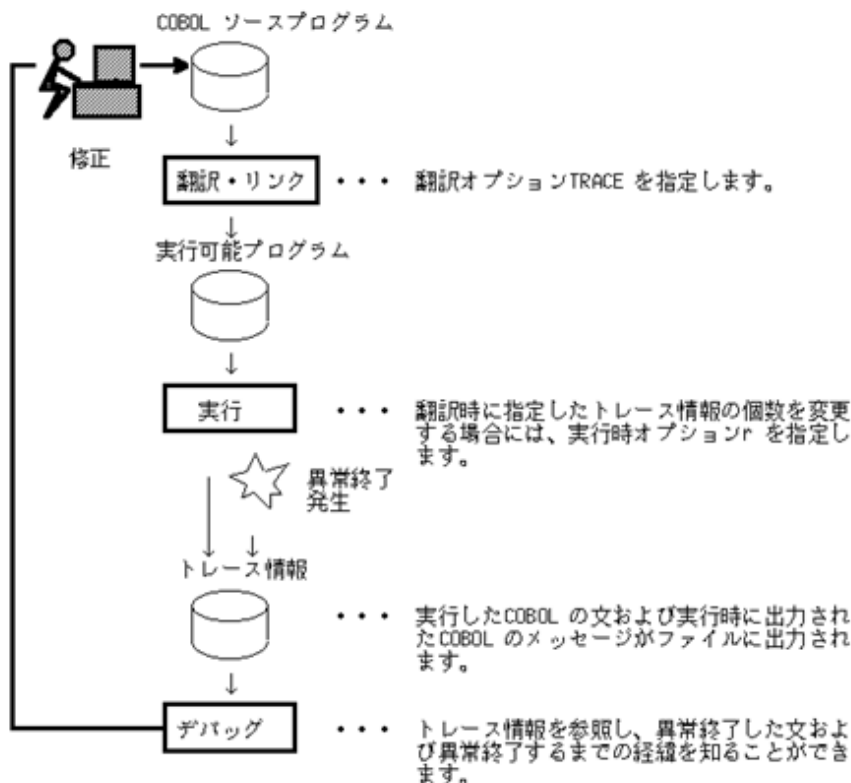 COBOL ソースプログラム
修正
翻訳・リンク ・・・ 翻訳オプションTRACE を指定します。
実行可能プログラム
実行 ・・・ 翻訳時に指定したトレース情報の個数を変更
する場合には、実行時オプションr を指定し
ます。
異常終了
発生
トレース情報
・・・ 実行したCOBOL の文および実行時に出力され
たCOBOL のメッセージがファイルに出力され
ます。
デバッグ ・・・ トレース情報を参照し、異常終了した文およ
び異常終了するまでの経緯を知ることができ
ます。